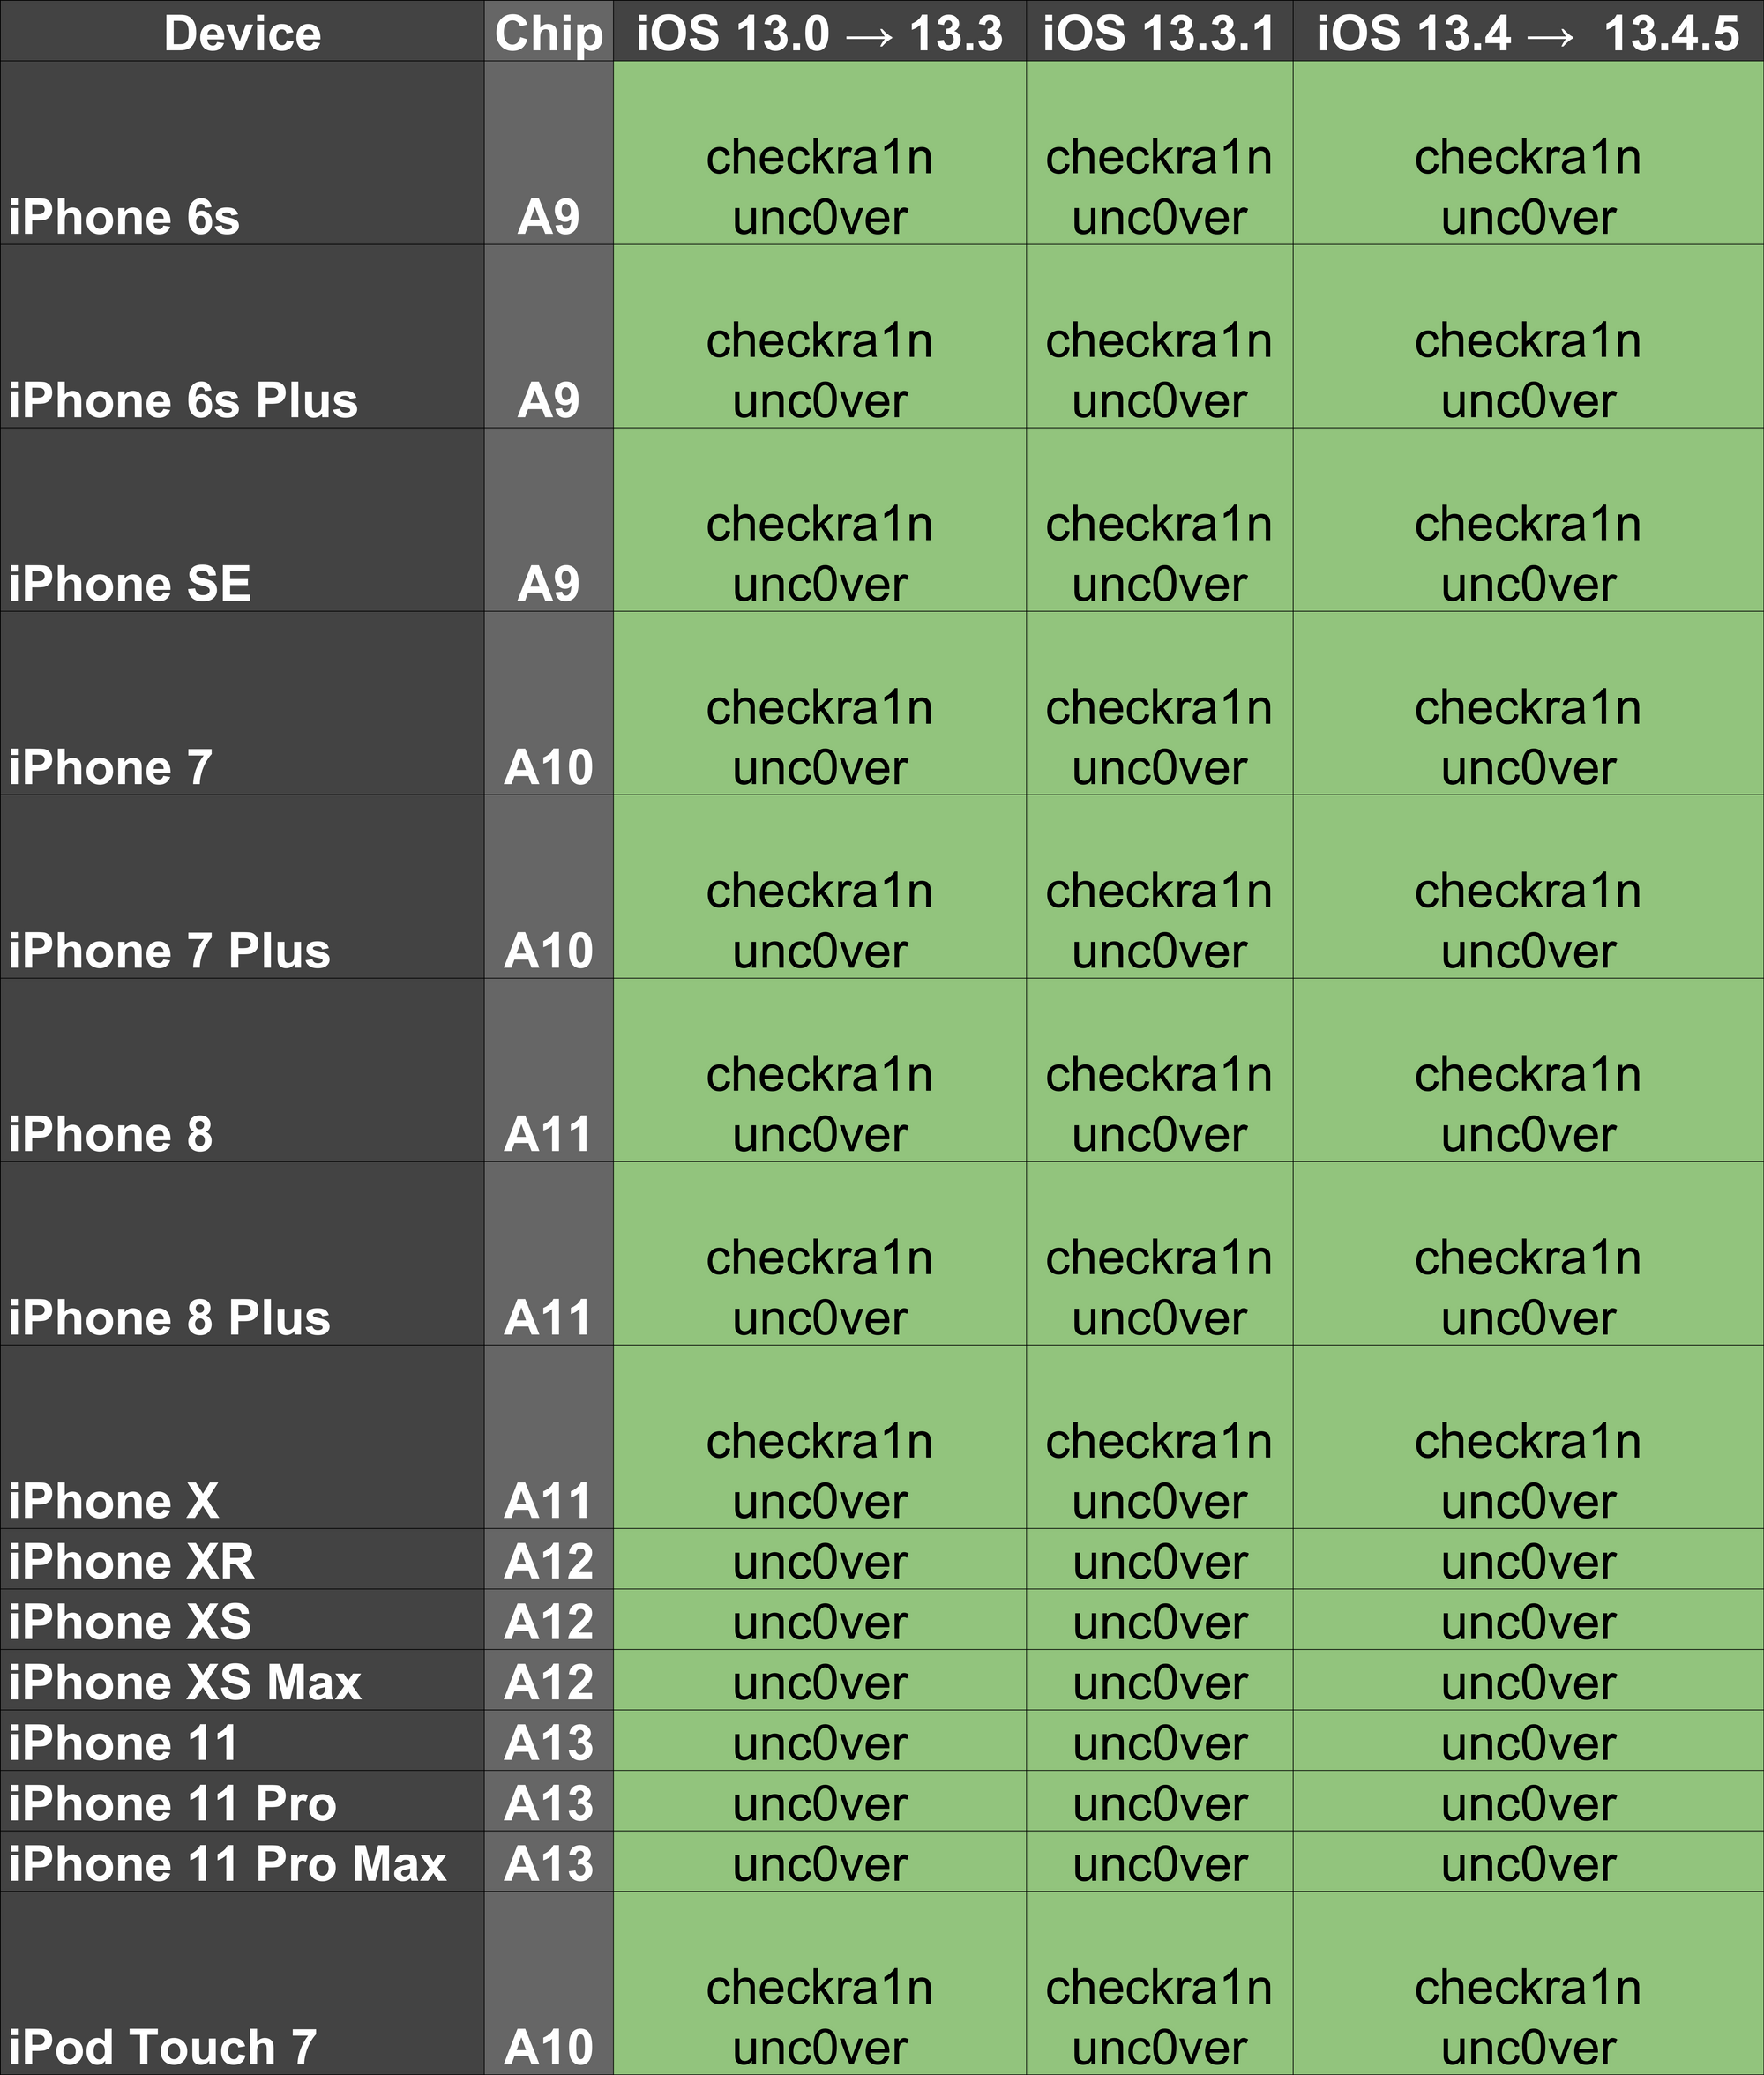 Device Chip iOS 13.0 → 13.3 iOS 13.3.1 iOS 13.4 → 13.4.5
checkra1n checkra1n checkra1n
iPhone 6s A9 unc0ver unc0ver unc0ver
checkra1n checkra1n checkra1n
iPhone 6s Plus A9 unc0ver unc0ver unc0ver
checkra1n checkra1n checkra1n
iPhone SE A9 unc0ver unc0ver unc0ver
checkra1n checkra1n checkra1n
iPhone 7 A10 unc0ver unc0ver unc0ver
checkra1n checkra1n checkra1n
iPhone 7 Plus A10 unc0ver unc0ver unc0ver
checkra1n checkra1n checkra1n
iPhone 8 A11 unc0ver unc0ver unc0ver
checkra1n checkra1n checkra1n
iPhone 8 Plus A11 unc0ver unc0ver unc0ver
checkra1n checkra1n checkra1n
iPhone X A11 unc0ver unc0ver unc0ver
iPhone XR A12 unc0ver unc0ver unc0ver
iPhone XS A12 unc0ver unc0ver unc0ver
iPhone XS Max A12 unc0ver unc0ver unc0ver
iPhone 11 A13 unc0ver unc0ver unc0ver
iPhone 11 Pro A13 unc0ver unc0ver unc0ver
iPhone 11 Pro Max A13 unc0ver unc0ver unc0ver
checkra1n checkra1n checkra1n
iPod Touch 7 A10 unc0ver unc0ver unc0ver